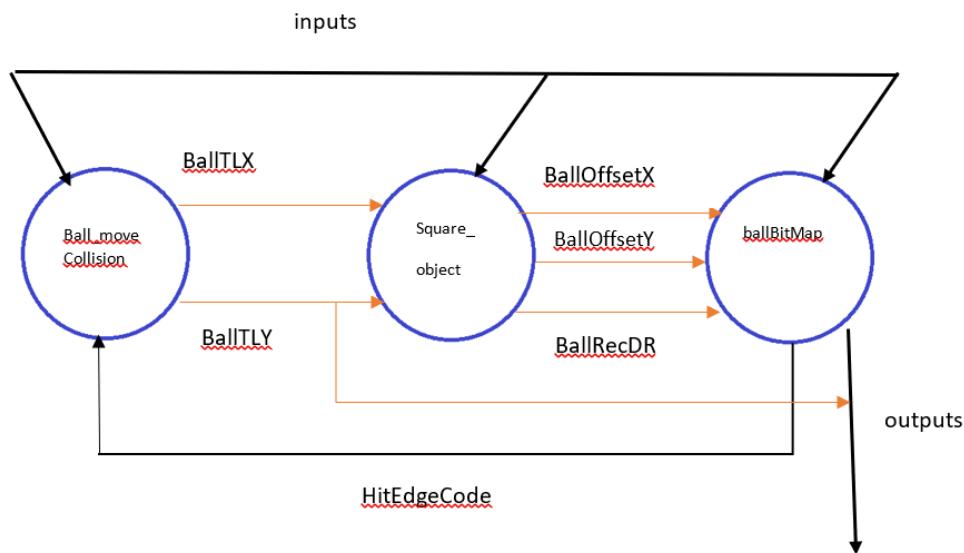 inputs
BallTLX
BallOffsetX
Ball_move
Collision
Square_
object
BallOffsetY
ballBitMap
BallTLY
BallRecDR
outputs
HitEdgeCode